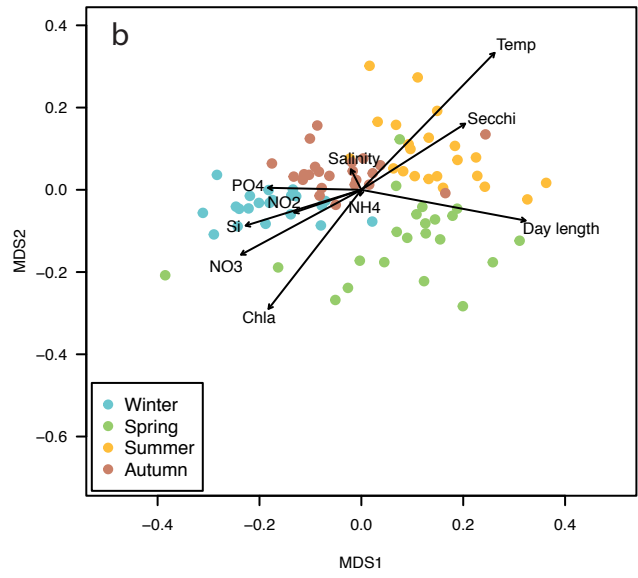 b
0.4
0.2
0.0
−0.2
−0.4
−0.6
MDS2
Temp
Secchi
Salinity
PO4
NO2
NH4
Si
Day length
NO3
Chla
Winter
Spring
Summer
Autumn
−0.4
−0.2
0.0
0.2
0.4
MDS1